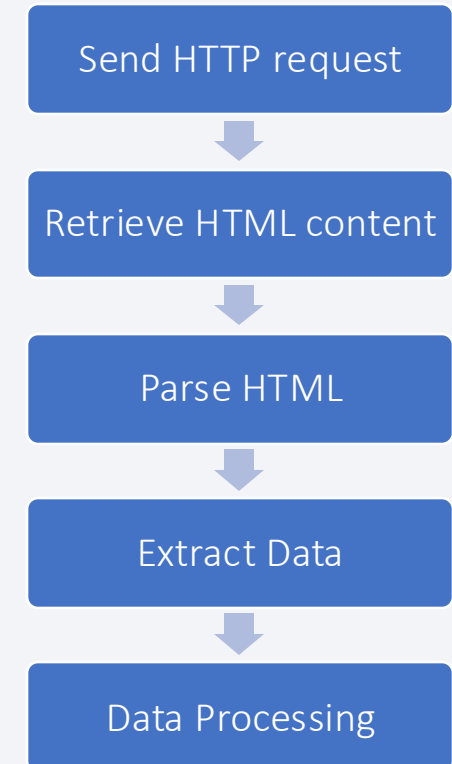 Send HTTP request
Retrieve HTML content
Parse HTML
Extract Data
Data Processing